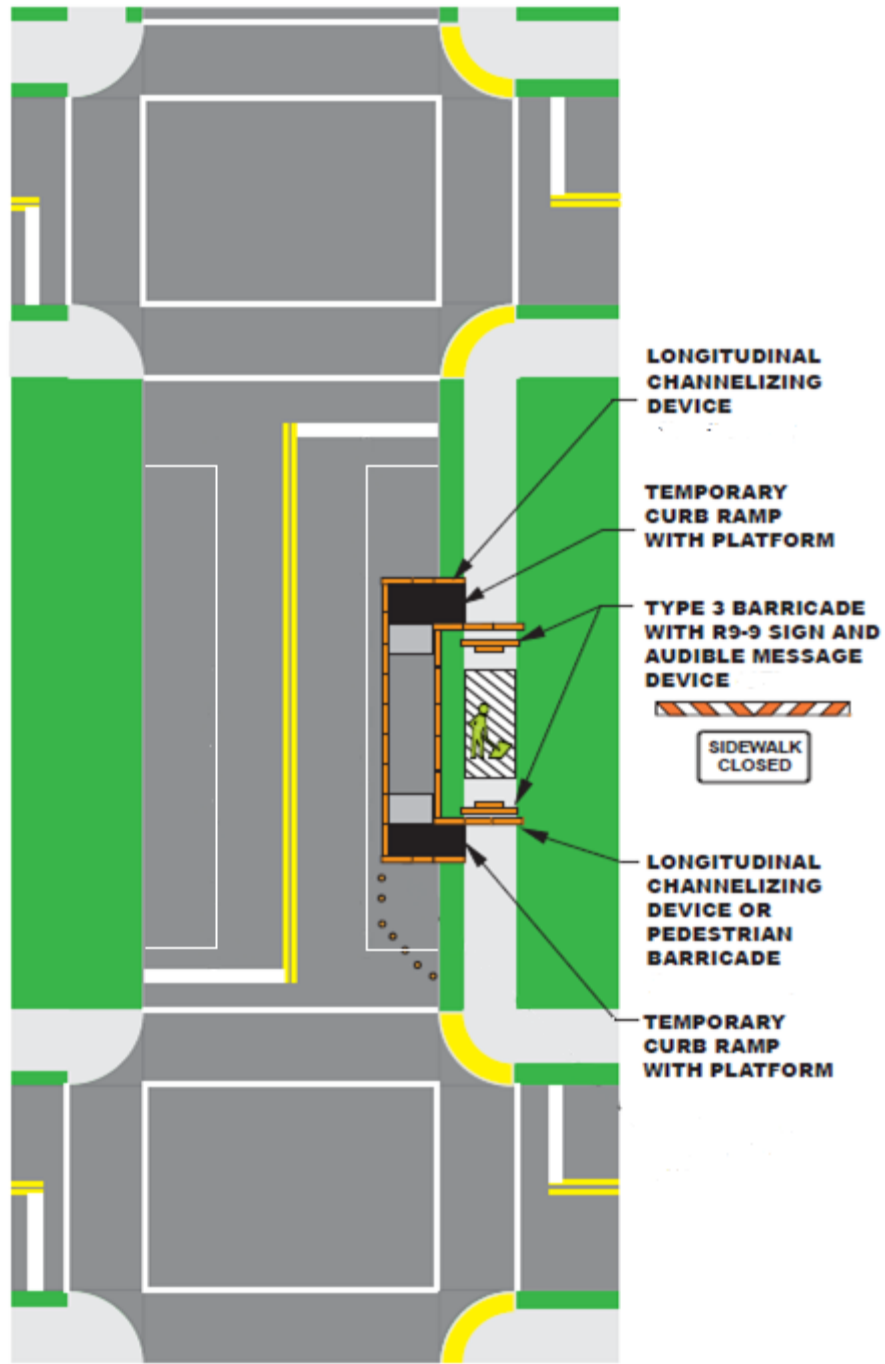 LONGITUDINAL
CHANNELIZING
DEVICE
TEMPORARY
CURB RAMP
WITH PLATFORM
TYPE 3 BARRICADE
WITH R9-9 SIGN AND
AUDIBLE MESSAGE
DEVICE
SIDEWALK
CLOSED
LONGITUDINAL
CHANNELIZING
DEVICE OR
PEDESTRIAN
BARRICADE
TEMPORARY
CURB RAMP
WITH PLATFORM